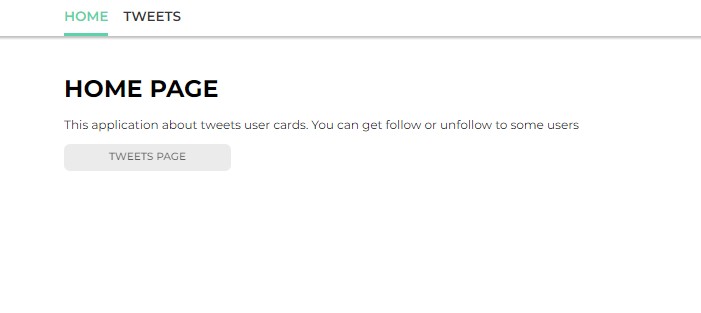 HOME TWEETS
HOME PAGE
This application about tweets user cards. You can get follow or unfollow to some users
TWEETS PAGE